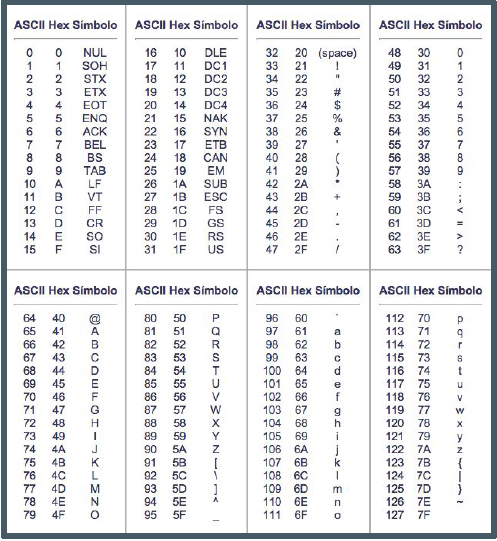 ASCII Hex Símbolo
0 0 NUL
1 1 SOH
2 2 STX
3 3 ETX
4 4 EOT
5 5 ENQ
6 6 ACK
7 7 BEL
8 8 BS
9 9 TAB
10 A LF
11 B VT
12 C FF
13 D CR
14 E SO
15 F SI
ASCII Hex Símbolo
16 10 DLE
17 11 DC1
18 12 DC2
19 13 DC3
20 14 DC4
21 15 NAK
22 16 SYN
23 17 ETB
24 18 CAN
25 19 EM
26 1A SUB
27 1B ESC
28 1C FS
29 1D GS
30 1E RS
31 1F US
ASCII Hex Símbolo
32 20 (space)
33 21 !
34 22 "
35 23 #
36 24 $
37 25 %
38 26 &
39 27 '
40 28 (
41 29 )
42 2A *
43 2B +
44 2C ,
45 2D -
46 2E .
47 2F /
ASCII Hex Símbolo
48 30 0
49 31 1
50 32 2
51 33 3
52 34 4
53 35 5
54 36 6
55 37 7
56 38 8
57 39 9
58 3A :
59 3B ;
60 3C <
61 3D =
62 3E >
63 3F ?
ASCII Hex Símbolo
64 40 @
65 41 A
66 42 B
67 43 C
68 44 D
69 45 E
70 46 F
71 47 G
72 48 H
73 49 I
74 4A J
75 4B K
76 4C L
77 4D M
78 4E N
79 4F O
ASCII Hex Símbolo
80 50 P
81 51 Q
82 52 R
83 53 S
84 54 T
85 55 U
86 56 V
87 57 W
88 58 X
89 59 Y
90 5A Z
91 5B [
92 5C \
93 5D ]
94 5E ^
95 5F _
ASCII Hex Símbolo
96 60 `
97 61 a
98 62 b
99 63 c
100 64 d
101 65 e
102 66 f
103 67 g
104 68 h
105 69 i
106 6A j
107 6B k
108 6C l
109 6D m
110 6E n
111 6F o
ASCII Hex Símbolo
112 70 p
113 71 q
114 72 r
115 73 s
116 74 t
117 75 u
118 76 v
119 77 w
120 78 x
121 79 y
122 7A z
123 7B {
124 7C |
125 7D }
126 7E ~
127 7F